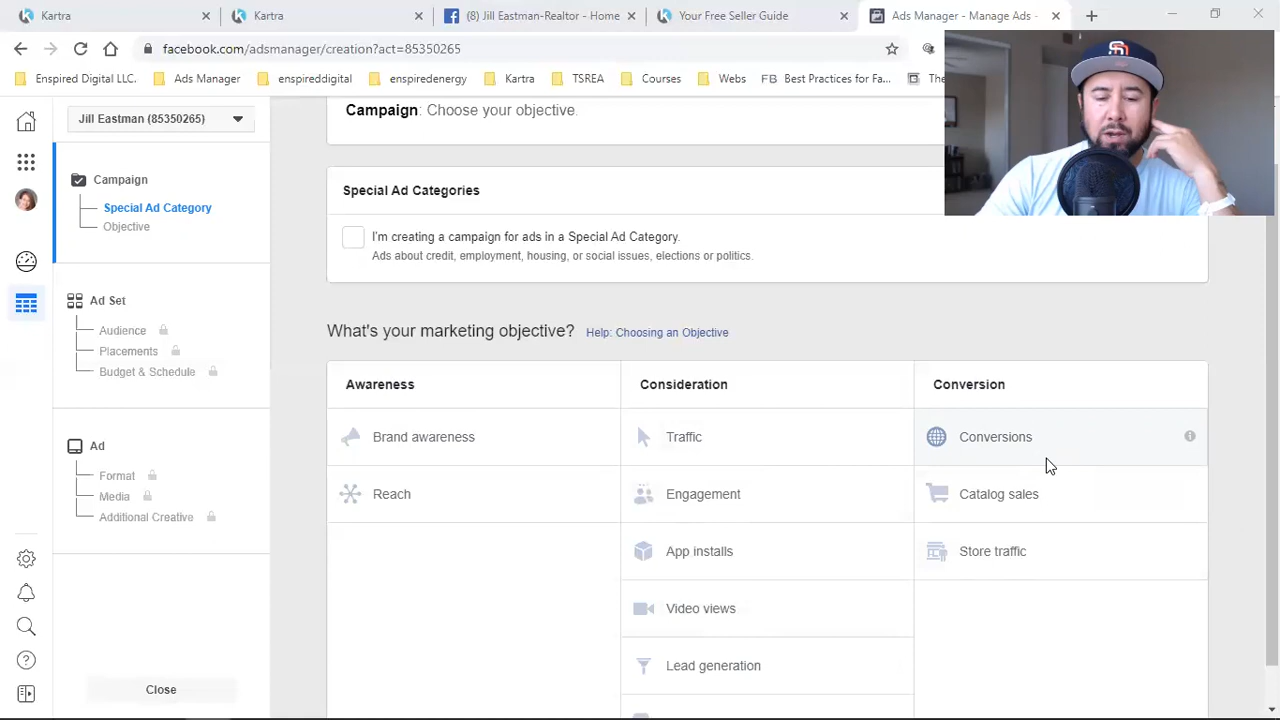 Kartra
Kartra
(8) Jill Eastman-Realtor - Home
Your Free Seller Guide
Ads Manager - Manage Ads -
facebook.com/adsmanager/creation?act=85350265
Enspired Digital LLC.
Ads Manager
enspireddigital
enspiredenergy
Kartra
TSREA
Courses
Webs
FB Best Practices for Fa...
The
Jill Eastman (85350265)
Campaign
Special Ad Category
Objective
Ad Set
Audience
Placements
Budget & Schedule
Ad
Format
Media
Additional Creative
Close
Campaign: Choose your objective.
Special Ad Categories
I'm creating a campaign for ads in a Special Ad Category.
Ads about credit, employment, housing, or social issues, elections or politics.
What's your marketing objective? Help: Choosing an Objective
Awareness
Consideration
Conversion
Brand awareness
Traffic
Conversions
Reach
Engagement
Catalog sales
App installs
Store traffic
Video views
Lead generation